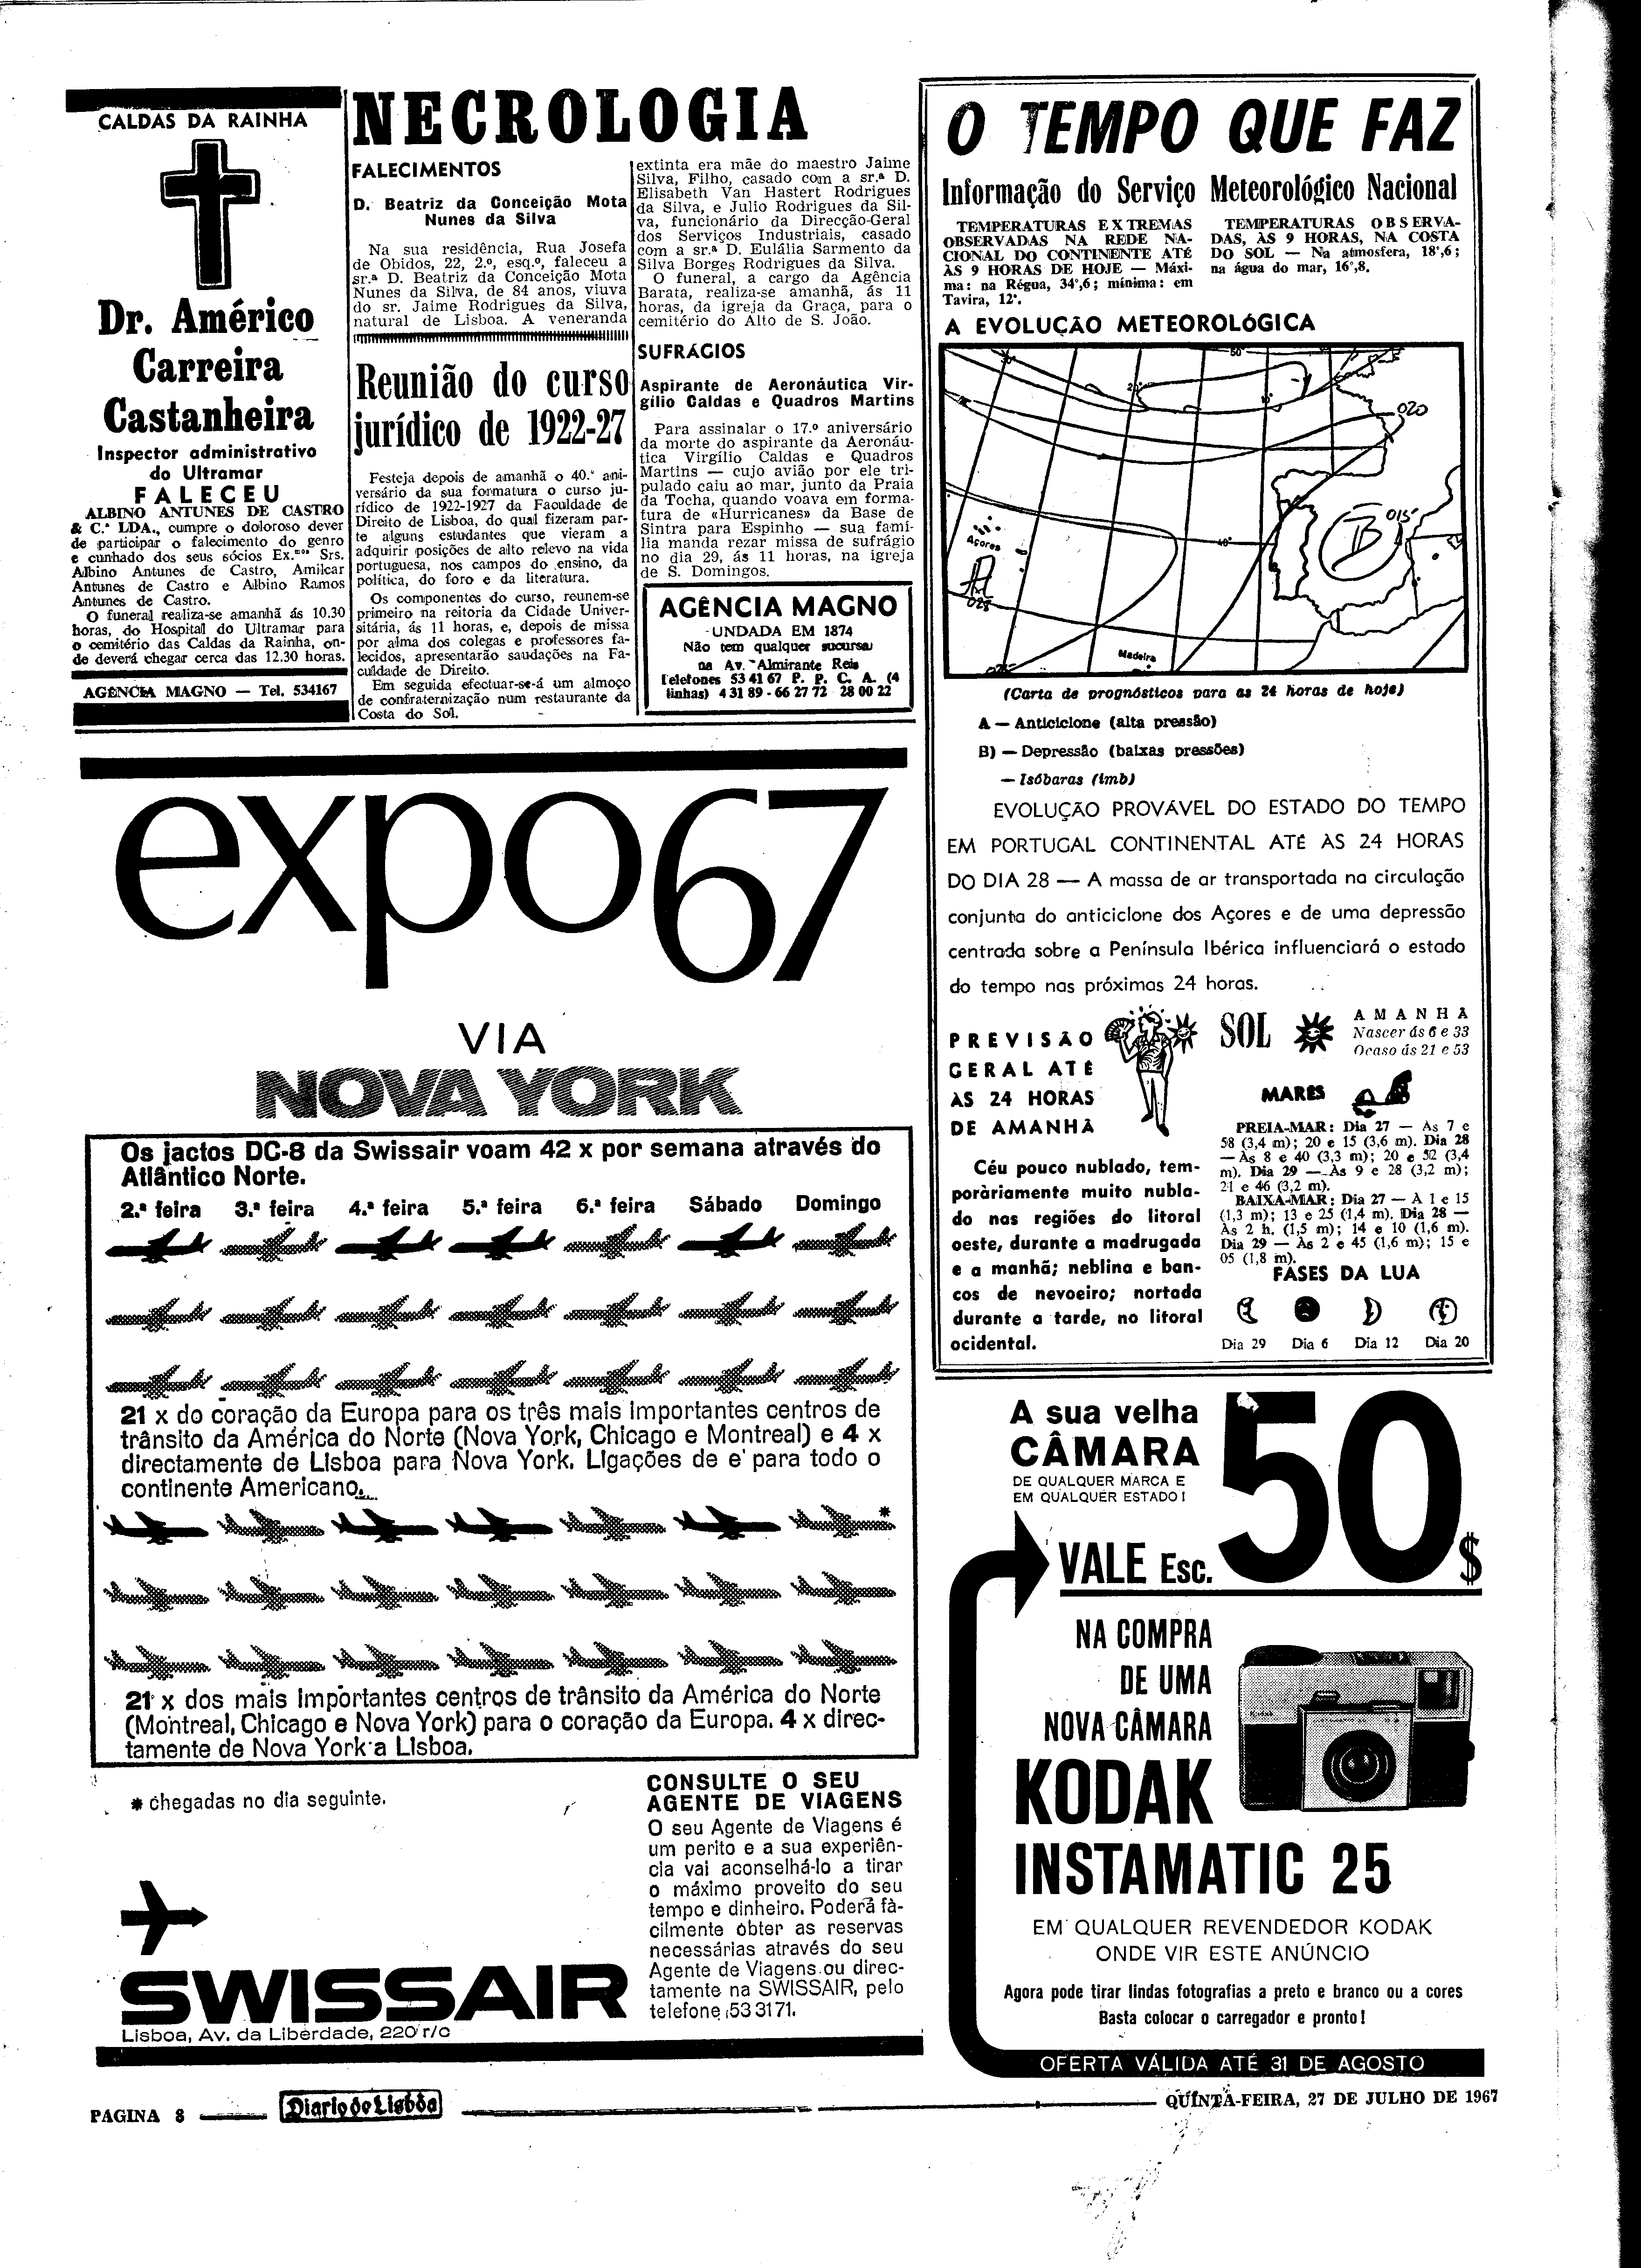 CALDAS DA RAINHA
Dr. Américo
Carreira
Castanheira
Inspector administrativo
do Ultramar
FALECEU
ALBINO ANTUNES DE CASTRO
& C.ª LDA., cumpre o doloroso dever
de participar o falecimento do genro
e cunhado dos seus sócios Ex.mos Srs.
Albino Antunes de Castro, Amilcar
Antunes de Castro e Albino Ramos
Antunes de Castro.
O funeral realiza-se amanhã ás 10.30
horas, do Hospital do Ultramar para
o cemitério das Caldas da Rainha, on-
de deverá chegar cerca das 12.30 horas.
AGÊNCIA MAGNO — Tel. 534167
NECROLOGIA
FALECIMENTOS
D. Beatriz da Conceição Mota
Nunes da Silva
Na sua residência, Rua Josefa
de Obidos, 22, 2.º, esq.º, faleceu a
sr.ª D. Beatriz da Conceição Mota
Nunes da Silva, de 84 anos, viuva
do sr. Jaime Rodrigues da Silva,
natural de Lisboa. A veneranda
extinta era mãe do maestro Jaime
Silva, Filho, casado com a sr.ª D.
Elisabeth Van Hastert Rodrigues
da Silva, e Julio Rodrigues da Sil-
va, funcionário da Direcção-Geral
dos Serviços Industriais, casado
com a sr.ª D. Eulália Sarmento da
Silva Borges Rodrigues da Silva.
O funeral, a cargo da Agência
Barata, realiza-se amanhã, ás 11
horas, da igreja da Graça, para o
cemitério do Alto de S. João.
Reunião do curso
jurídico de 1922-27
Festeja depois de amanhã o 40.º ani-
versário da sua formatura o curso ju-
rídico de 1922-1927 da Faculdade de
Direito de Lisboa, do qual fizeram par-
te alguns estudantes que vieram a
adquirir posições de alto relevo na vida
portuguesa, nos campos do ensino, da
política, do foro e da literatura.
Os componentes do curso, reunem-se
primeiro na reitoria da Cidade Univer-
sitária, ás 11 horas, e, depois de missa
por alma dos colegas e professores fa-
lecidos, apresentarão saudações na Fa-
culdade de Direito.
Em seguida efectuar-se-á um almoço
de confraternização num restaurante da
Costa do Sol.
SUFRÁGIOS
Aspirante de Aeronáutica Vir-
gílio Caldas e Quadros Martins
Para assinalar o 17.º aniversário
da morte do aspirante da Aeronáu-
tica Virgílio Caldas e Quadros
Martins — cujo avião por ele tri-
pulado caiu ao mar, junto da Praia
da Tocha, quando voava em forma-
tura de «Hurricanes» da Base de
Sintra para Espinho — sua famí-
lia manda rezar missa de sufrágio
no dia 29, ás 11 horas, na igreja
de S. Domingos.
AGÊNCIA MAGNO
UNDADA EM 1874
Não tem qualquer sucursal
na Av. Almirante Reis
Telefones 53 41 67 P. P. C. A. (4
linhas) 4 31 89 - 66 27 72 28 00 22
expo67
VIA
NOVA YORK
Os jactos DC-8 da Swissair voam 42 x por semana através do
Atlântico Norte.
2.ª feira 3.ª feira 4.ª feira 5.ª feira 6.ª feira Sábado Domingo
21 x do coração da Europa para os três mais importantes centros de
trânsito da América do Norte (Nova York, Chicago e Montreal) e 4 x
directamente de Lisboa para Nova York. Ligações de e para todo o
continente Americano.
*
21 x dos mais importantes centros de trânsito da América do Norte
(Montreal, Chicago e Nova York) para o coração da Europa. 4 x direc-
tamente de Nova York a Lisboa.
* chegadas no dia seguinte.
SWISSAIR
Lisboa, Av. da Liberdade, 220 r/c
CONSULTE O SEU
AGENTE DE VIAGENS
O seu Agente de Viagens é
um perito e a sua experiên-
cia vai aconselhá-lo a tirar
o máximo proveito do seu
tempo e dinheiro. Poderá fà-
cilmente obter as reservas
necessárias através do seu
Agente de Viagens ou direc-
tamente na SWISSAIR, pelo
telefone 53 31 71.
O TEMPO QUE FAZ
Informação do Serviço Meteorológico Nacional
TEMPERATURAS EXTREMAS
OBSERVADAS NA REDE NA-
CIONAL DO CONTINENTE ATÉ
ÀS 9 HORAS DE HOJE — Máxi-
ma: na Régua, 34º,6; mínima: em
Tavira, 12º.
TEMPERATURAS OBSERVA-
DAS, ÀS 9 HORAS, NA COSTA
DO SOL — Na atmosfera, 18º,6;
na água do mar, 16º,8.
A EVOLUÇÃO METEOROLÓGICA
50°
020
015
B
40°
Açores
A
025
Madeira
(Carta de prognósticos para as 24 horas de hoje)
A — Anticiclone (alta pressão)
B) — Depressão (baixas pressões)
— Isóbaras (imb)
EVOLUÇÃO PROVÁVEL DO ESTADO DO TEMPO
EM PORTUGAL CONTINENTAL ATÉ ÀS 24 HORAS
DO DIA 28 — A massa de ar transportada na circulação
conjunta do anticiclone dos Açores e de uma depressão
centrada sobre a Península Ibérica influenciará o estado
do tempo nas próximas 24 horas.
PREVISÃO
GERAL ATÉ
ÀS 24 HORAS
DE AMANHÃ
Céu pouco nublado, tem-
poràriamente muito nubla-
do nas regiões do litoral
oeste, durante a madrugada
e a manhã; neblina e ban-
cos de nevoeiro; nortada
durante a tarde, no litoral
ocidental.
SOL
AMANHÃ
Nascer ás 6 e 33
Ocaso ás 21 e 53
MARES
PREIA-MAR: Dia 27 — Às 7 e
58 (3,4 m); 20 e 15 (3,6 m). Dia 28
— Às 8 e 40 (3,3 m); 20 e 52 (3,4
m). Dia 29 — Às 9 e 28 (3,2 m);
21 e 46 (3,2 m).
BAIXA-MAR: Dia 27 — À 1 e 15
(1,3 m); 13 e 25 (1,4 m). Dia 28 —
Às 2 h. (1,5 m); 14 e 10 (1,6 m).
Dia 29 — Às 2 e 45 (1,6 m); 15 e
05 (1,8 m).
FASES DA LUA
Dia 29 Dia 6 Dia 12 Dia 20
A sua velha
CÂMARA
DE QUALQUER MARCA E
EM QUALQUER ESTADO!
VALE Esc. 50$
NA COMPRA
DE UMA
NOVA CÂMARA
KODAK
INSTAMATIC 25
Kodak
EM QUALQUER REVENDEDOR KODAK
ONDE VIR ESTE ANÚNCIO
Agora pode tirar lindas fotografias a preto e branco ou a cores
Basta colocar o carregador e pronto!
OFERTA VÁLIDA ATÉ 31 DE AGOSTO
PAGINA 8
Diario de Lisbôa
QUINTA-FEIRA, 27 DE JULHO DE 1967